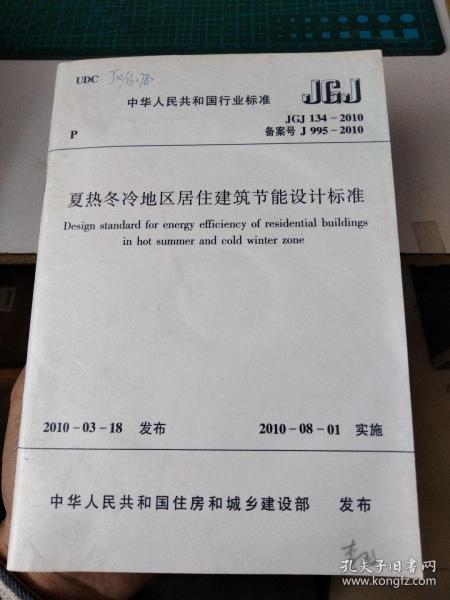 UDC
中华人民共和国行业标准
JGJ
P
JGJ 134－2010
备案号 J 995－2010
夏热冬冷地区居住建筑节能设计标准
Design standard for energy efficiency of residential buildings
in hot summer and cold winter zone
2010－03－18 发布
2010－08－01 实施
中华人民共和国住房和城乡建设部 发布
孔夫子旧书网
www.kongfz.com